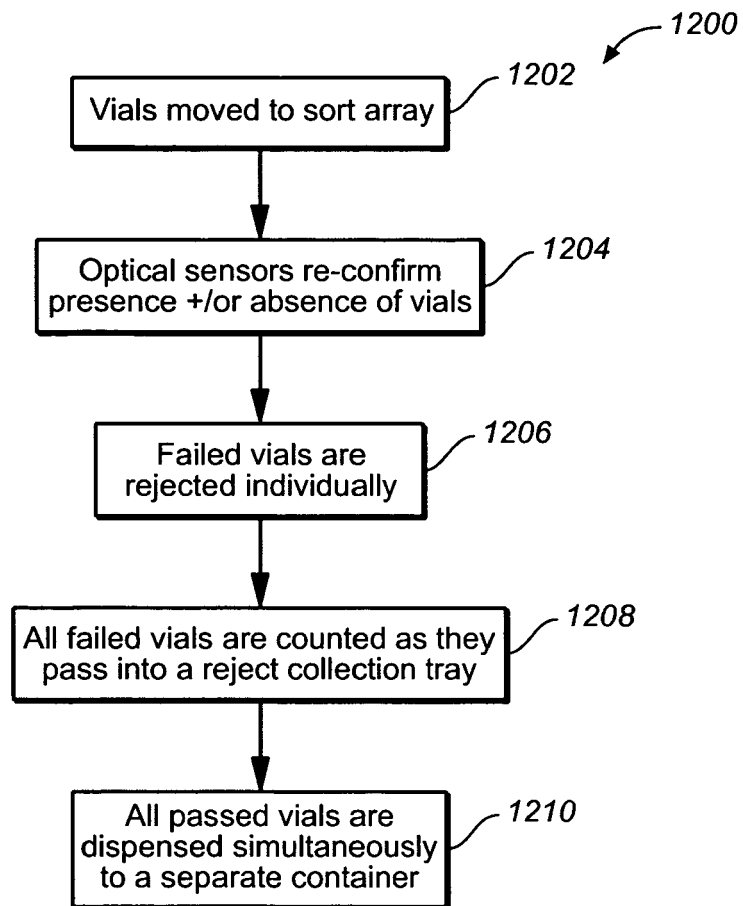 1200
1202
Vials moved to sort array
1204
Optical sensors re-confirm
presence +/or absence of vials
1206
Failed vials are
rejected individually
1208
All failed vials are counted as they
pass into a reject collection tray
1210
All passed vials are
dispensed simultaneously
to a separate container